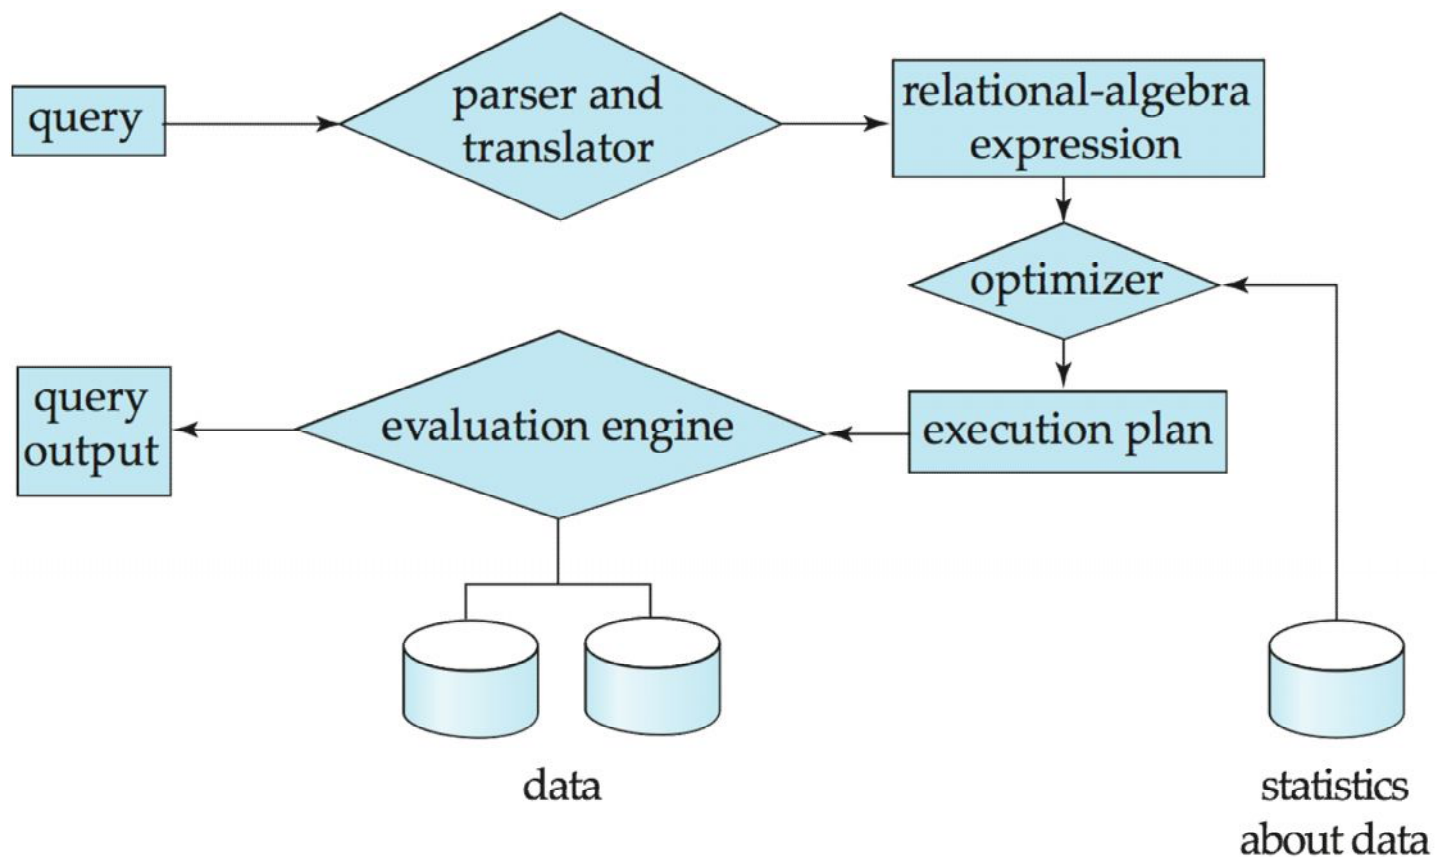 query
parser and
translator
relational-algebra
expression
optimizer
query
output
evaluation engine
execution plan
data
statistics
about data